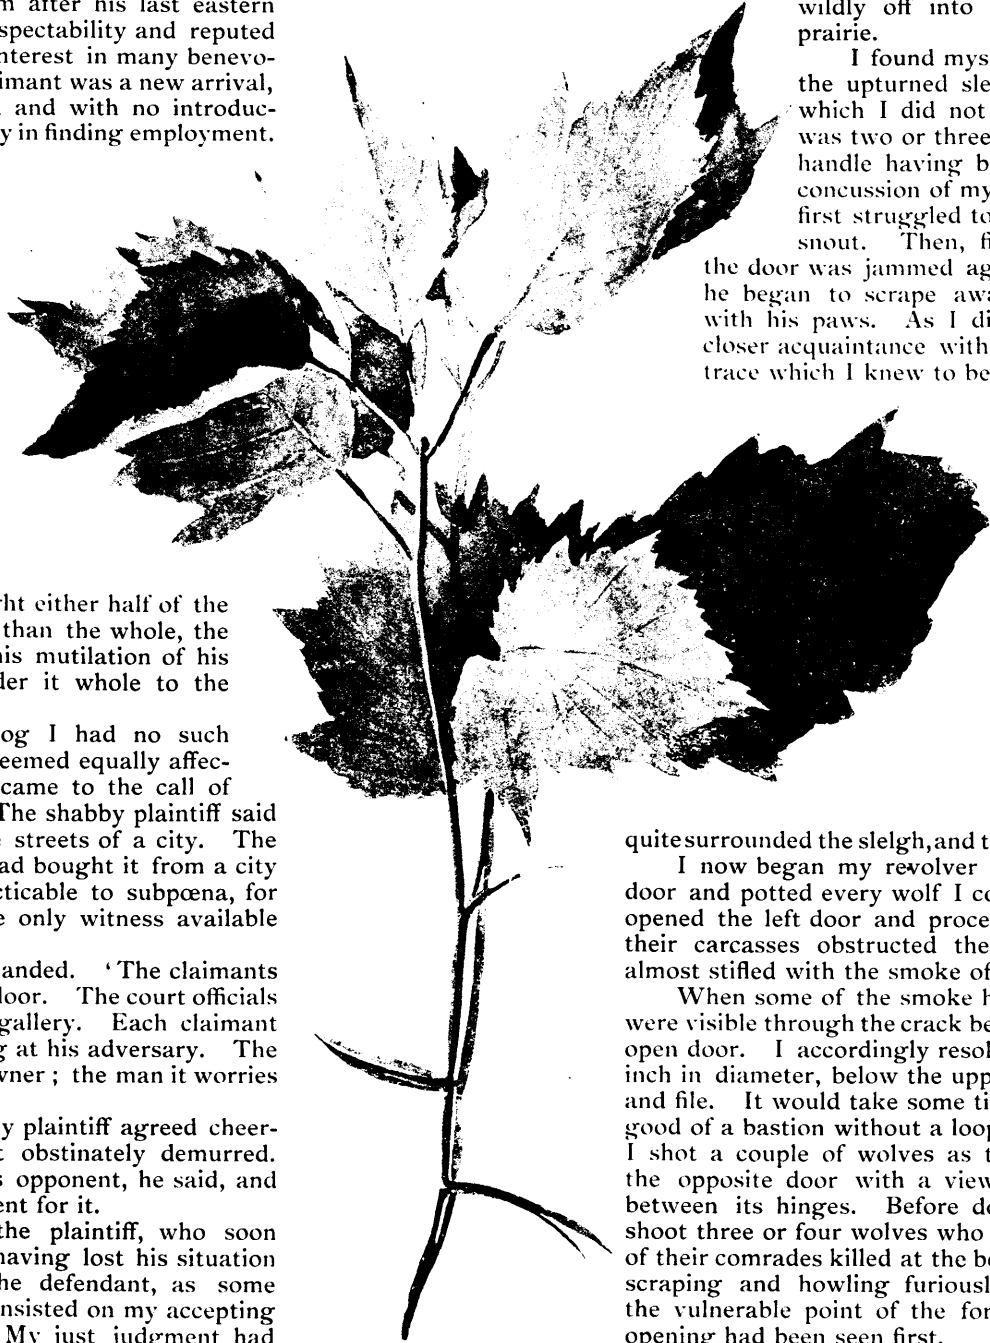 m after his last eastern
spectability and reputed
nterest in many benevo-
imant was a new arrival,
and with no introduc-
y in finding employment.
ht either half of the
than the whole, the
his mutilation of his
der it whole to the
og I had no such
eemed equally affec-
came to the call of
The shabby plaintiff said
streets of a city. The
ad bought it from a city
cticable to subpœna, for
e only witness available
anded. ‘ The claimants
loor. The court officials
gallery. Each claimant
g at his adversary. The
wner ; the man it worries
y plaintiff agreed cheer-
t obstinately demurred.
s opponent, he said, and
ent for it.
the plaintiff, who soon
having lost his situation
he defendant, as some
nsisted on my accepting
My just judgment had
wildly off into
prairie.
I found mys
the upturned sle
which I did not
was two or three
handle having b
concussion of my
first struggled to
snout. Then, fi
the door was jammed ag
he began to scrape awa
with his paws. As I di
closer acquaintance with
trace which I knew to be
quite surrounded the slelgh, and t
I now began my revolver
door and potted every wolf I co
opened the left door and proce
their carcasses obstructed the
almost stifled with the smoke of
When some of the smoke h
were visible through the crack be
open door. I accordingly resol
inch in diameter, below the upp
and file. It would take some ti
good of a bastion without a loop
I shot a couple of wolves as t
the opposite door with a view
between its hinges. Before de
shoot three or four wolves who
of their comrades killed at the bo
scraping and howling furiousl
the vulnerable point of the for
opening had been seen first.